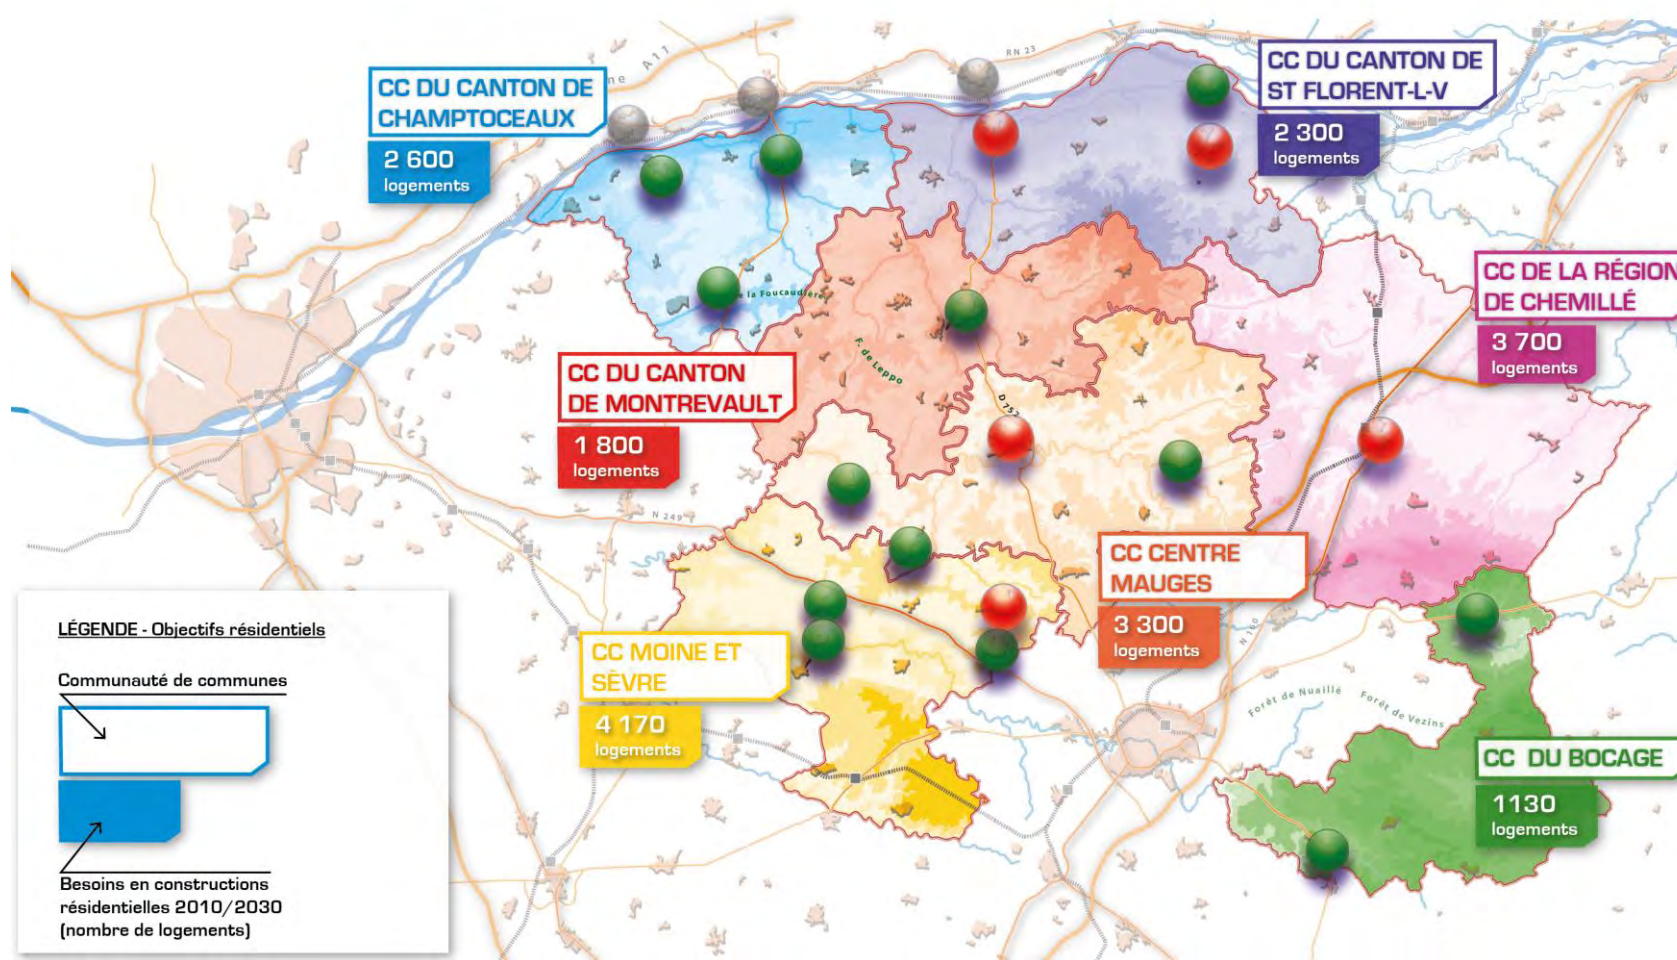 ne A11
RN 23
CC DU CANTON DE
CHAMPTOCEAUX
2 600
logements
CC DU CANTON DE
ST FLORENT-L-V
2 300
logements
CC DE LA RÉGION
DE CHEMILLÉ
3 700
logements
e la Foucaudière
F. de Leppo
CC DU CANTON
DE MONTREVAULT
1 800
logements
D 752
N 249
CC CENTRE
MAUGES
3 300
logements
N 160
CC MOINE ET
SÈVRE
4 170
logements
Forêt de Nuaillé
Forêt de Vezins
CC DU BOCAGE
1130
logements
LÉGENDE - Objectifs résidentiels
Communauté de communes
Besoins en constructions
résidentielles 2010/2030
(nombre de logements)